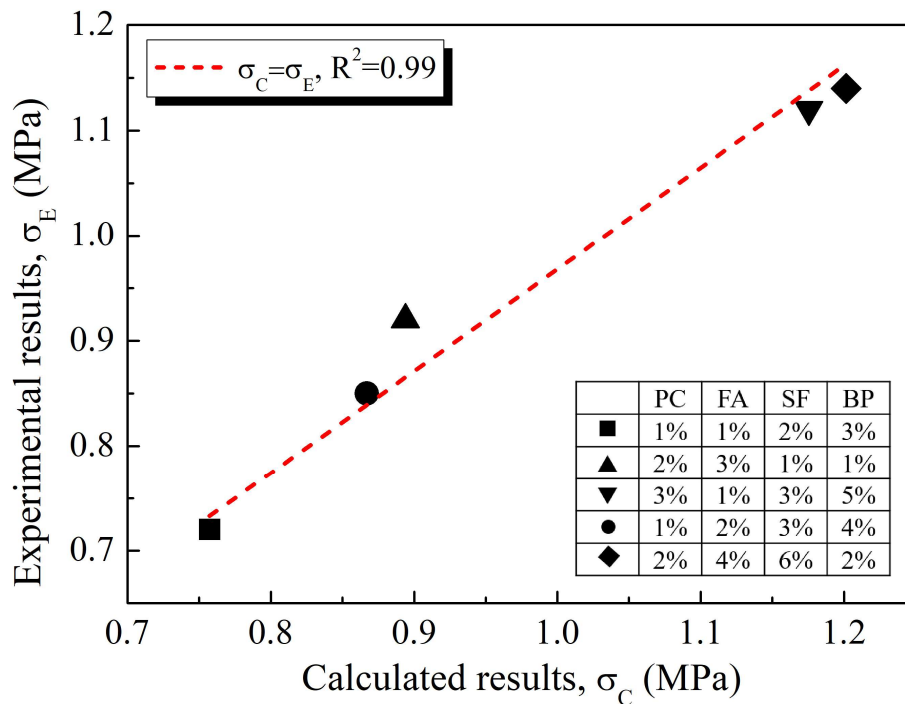 1.2
1.1
1.0
0.9
0.8
0.7
Experimental results, σE (MPa)
σC=σE, R²=0.99
PC FA SF BP
■ 1% 1% 2% 3%
▲ 2% 3% 1% 1%
▼ 3% 1% 3% 5%
● 1% 2% 3% 4%
◆ 2% 4% 6% 2%
0.7 0.8 0.9 1.0 1.1 1.2
Calculated results, σC (MPa)